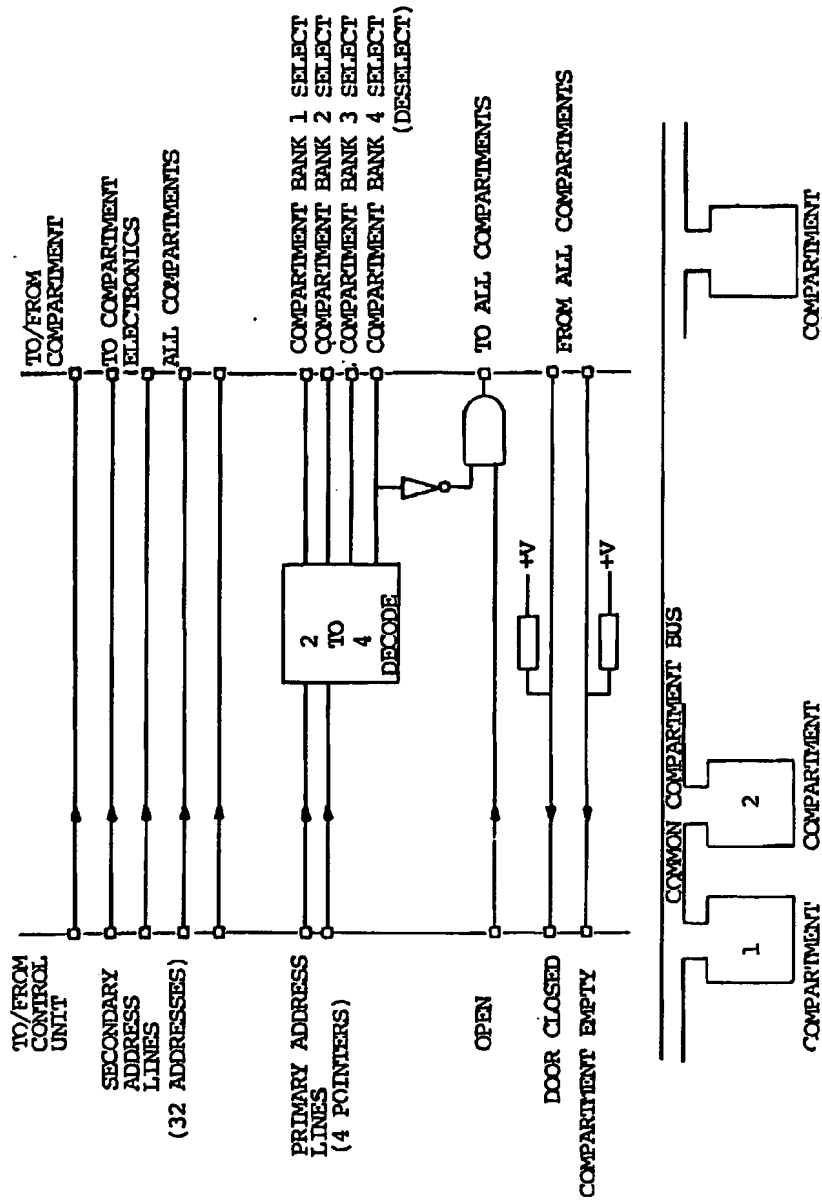 TO/FROM
CONTROL
UNIT
SECONDARY
ADDRESS
LINES
(32 ADDRESSES)
PRIMARY ADDRESS
LINES
(4 POINTERS)
OPEN
DOOR CLOSED
COMPARTMENT EMPTY
2
TO
4
DECODE
+V
+V
TO/FROM
COMPARTMENT
TO COMPARTMENT
ELECTRONICS
ALL COMPARTMENTS
COMPARTMENT BANK 1 SELECT
COMPARTMENT BANK 2 SELECT
COMPARTMENT BANK 3 SELECT
COMPARTMENT BANK 4 SELECT
(DESELECT)
TO ALL COMPARTMENTS
FROM ALL COMPARTMENTS
COMMON COMPARTMENT BUS
1
2
COMPARTMENT
COMPARTMENT
COMPARTMENT